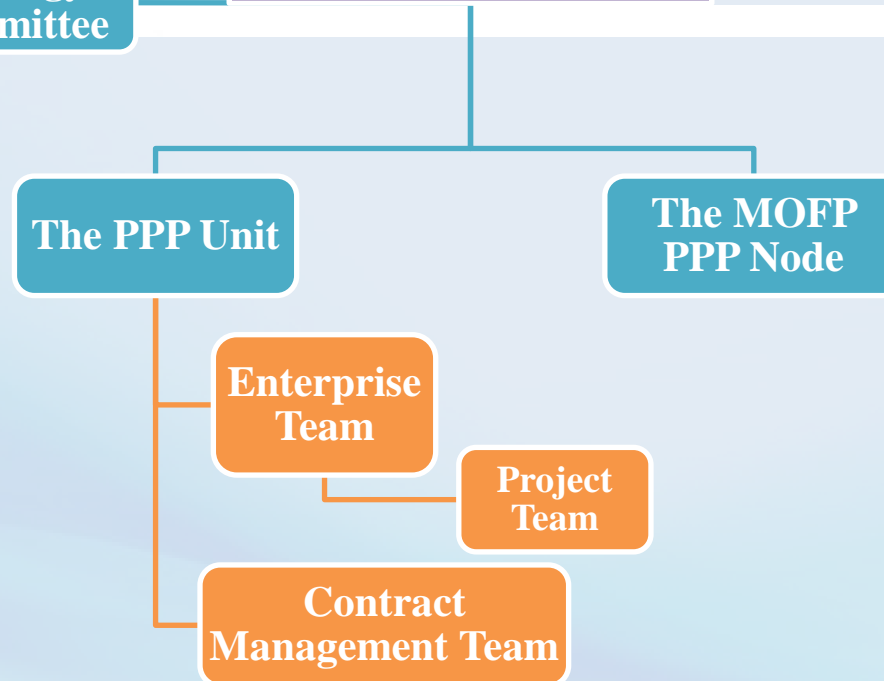 mittee
The PPP Unit
The MOFP
PPP Node
Enterprise
Team
Project
Team
Contract
Management Team